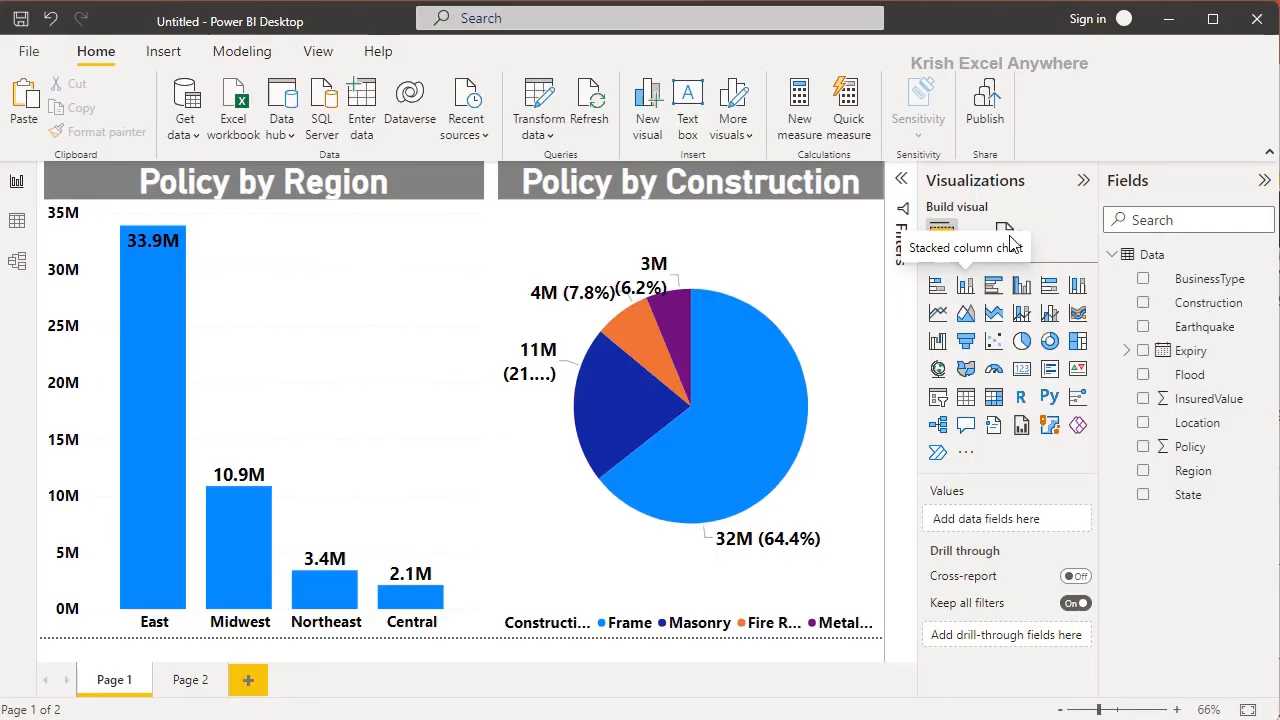 Untitled - Power BI Desktop
Search
Sign in
File
Home
Insert
Modeling
View
Help
Krish Excel Anywhere
Paste
Cut
Copy
Format painter
Clipboard
Get data
Excel workbook
Data hub
SQL Server
Enter data
Dataverse
Recent sources
Data
Transform data
Refresh
Queries
New visual
Text box
More visuals
Insert
New measure
Quick measure
Calculations
Sensitivity
Sensitivity
Publish
Share
Policy by Region
35M
30M
25M
20M
15M
10M
5M
0M
33.9M
10.9M
3.4M
2.1M
East
Midwest
Northeast
Central
Policy by Construction
3M
(6.2%)
4M (7.8%)
11M
(21....)
32M (64.4%)
Constructi... Frame Masonry Fire R... Metal...
Filters
Visualizations
Build visual
Stacked column chart
R
Py
123
Values
Add data fields here
Drill through
Cross-report
Off
Keep all filters
On
Add drill-through fields here
Fields
Search
Data
BusinessType
Construction
Earthquake
Expiry
Flood
InsuredValue
Location
Policy
Region
State
Page 1
Page 2
Page 1 of 2
66%